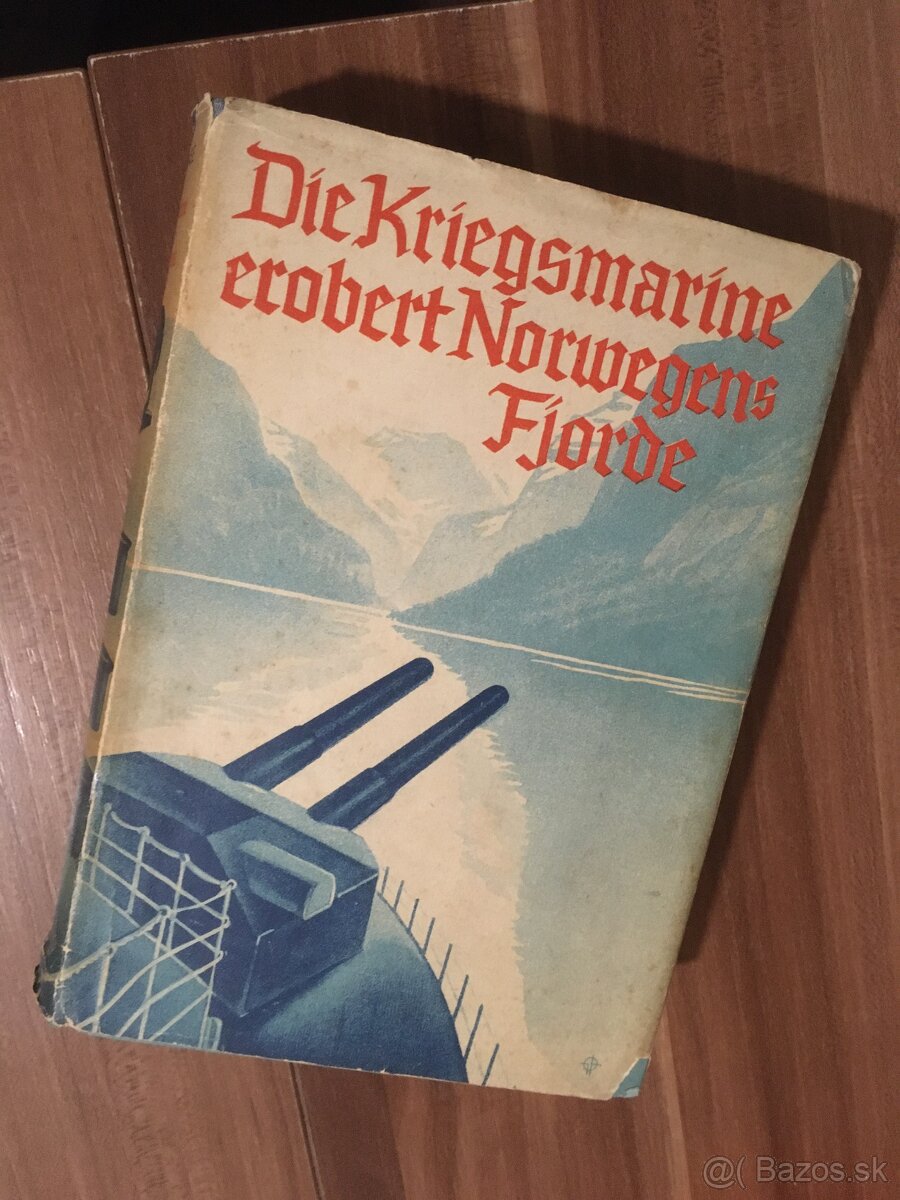 Die Kriegsmarine
erobert Norwegens
Fjorde
@( Bazos.sk